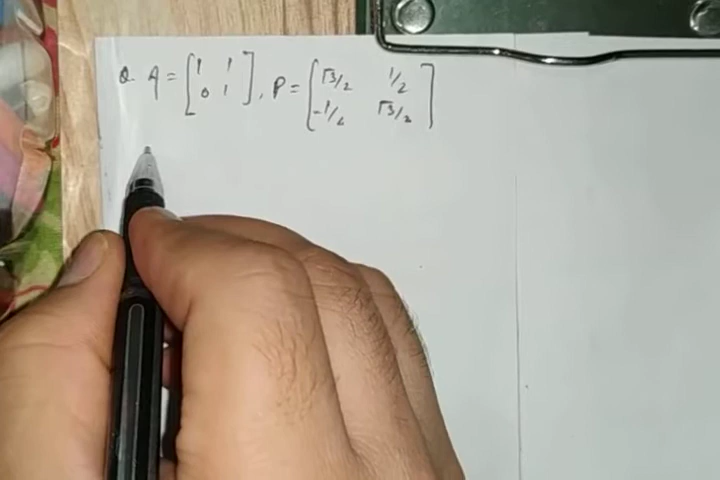 Q. A = [1 1 0 1], P = [√3/2 1/2 -1/2 √3/2]